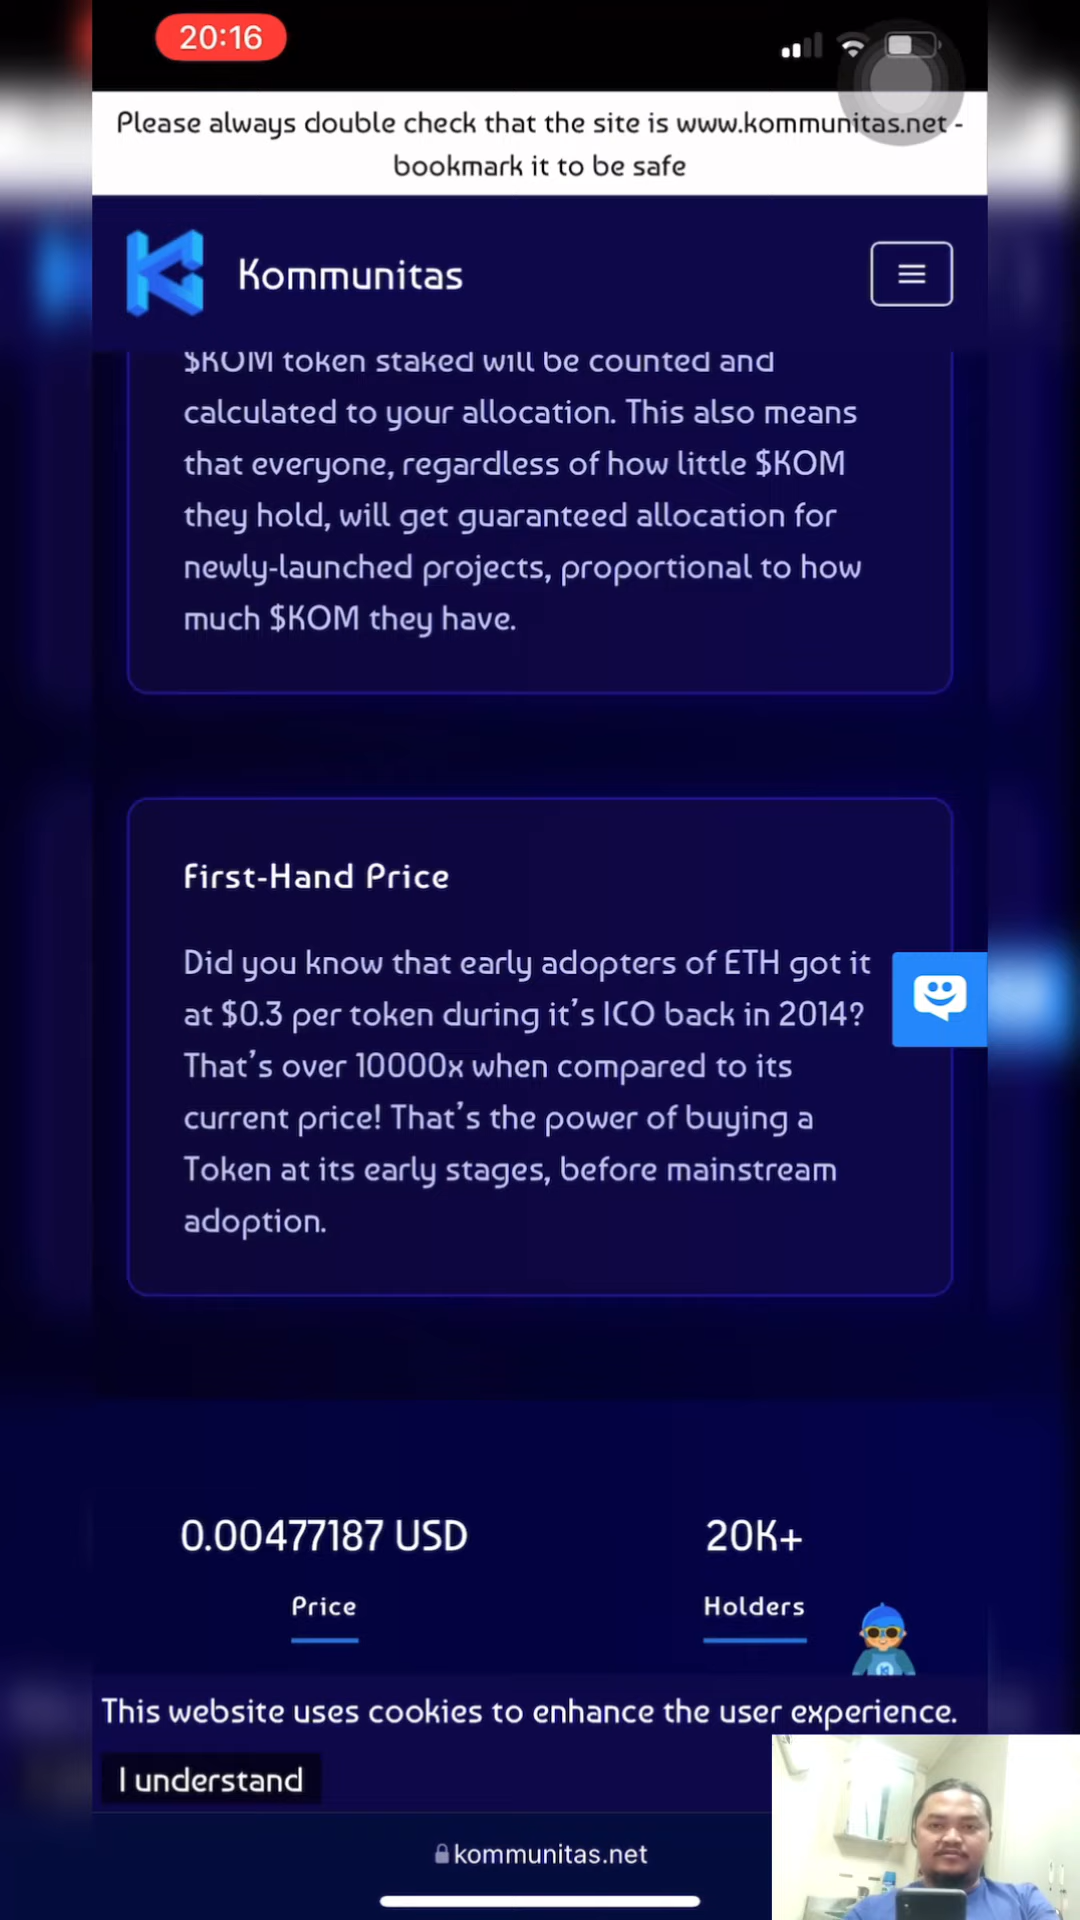 20:16
Please always double check that the site is www.kommunitas.net -
bookmark it to be safe
Kommunitas
$KOM token staked will be counted and
calculated to your allocation. This also means
that everyone, regardless of how little $KOM
they hold, will get guaranteed allocation for
newly-launched projects, proportional to how
much $KOM they have.
First-Hand Price
Did you know that early adopters of ETH got it
at $0.3 per token during it's ICO back in 2014?
That's over 10000x when compared to its
current price! That's the power of buying a
Token at its early stages, before mainstream
adoption.
0.00477187 USD
Price
20K+
Holders
This website uses cookies to enhance the user experience.
I understand
kommunitas.net